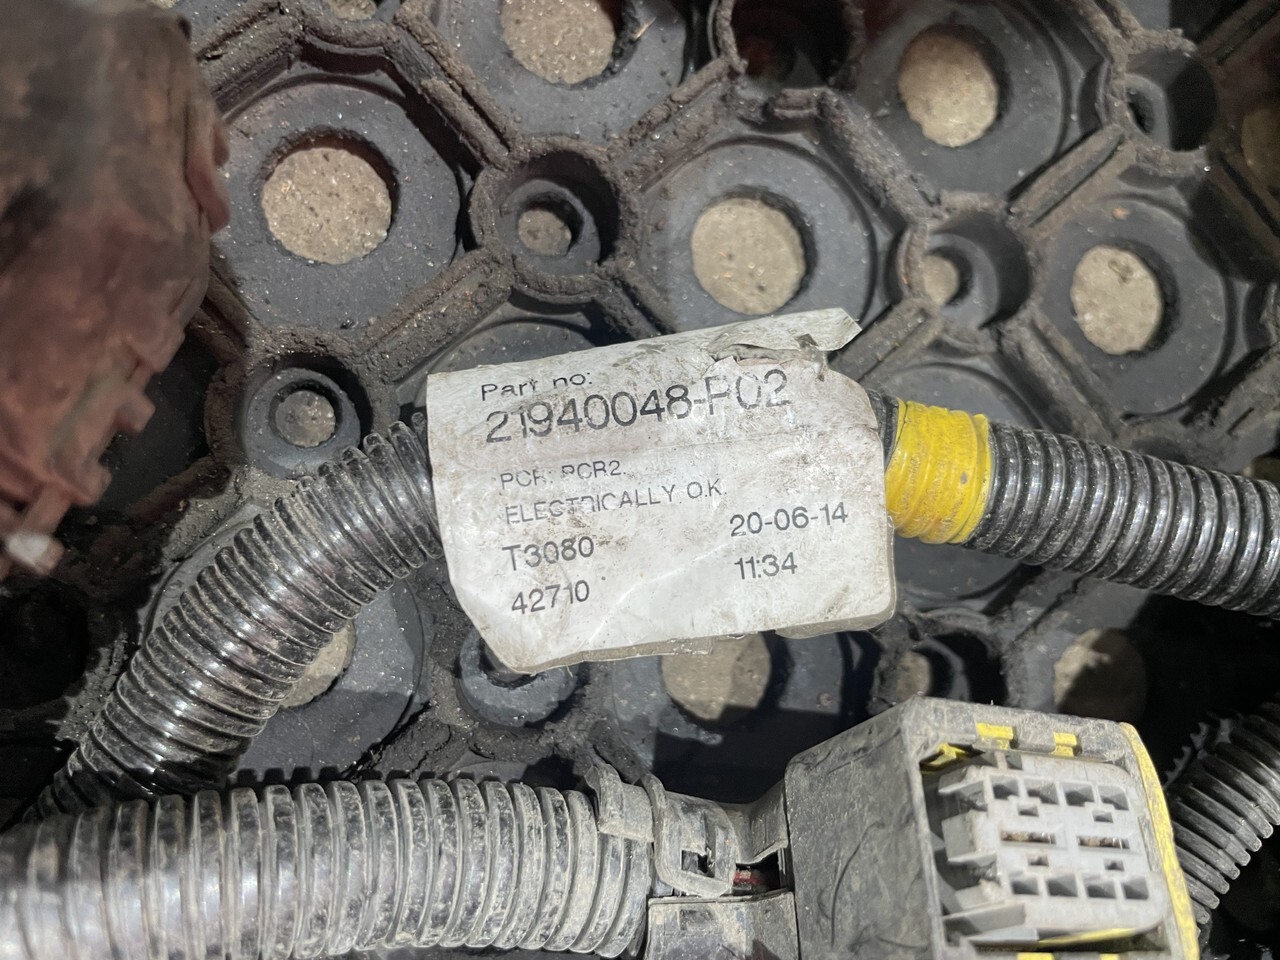 Part no:
21940048-P02
PCR: PCR2.
ELECTRICALLY O.K.
T3080 20-06-14
42710 11:34